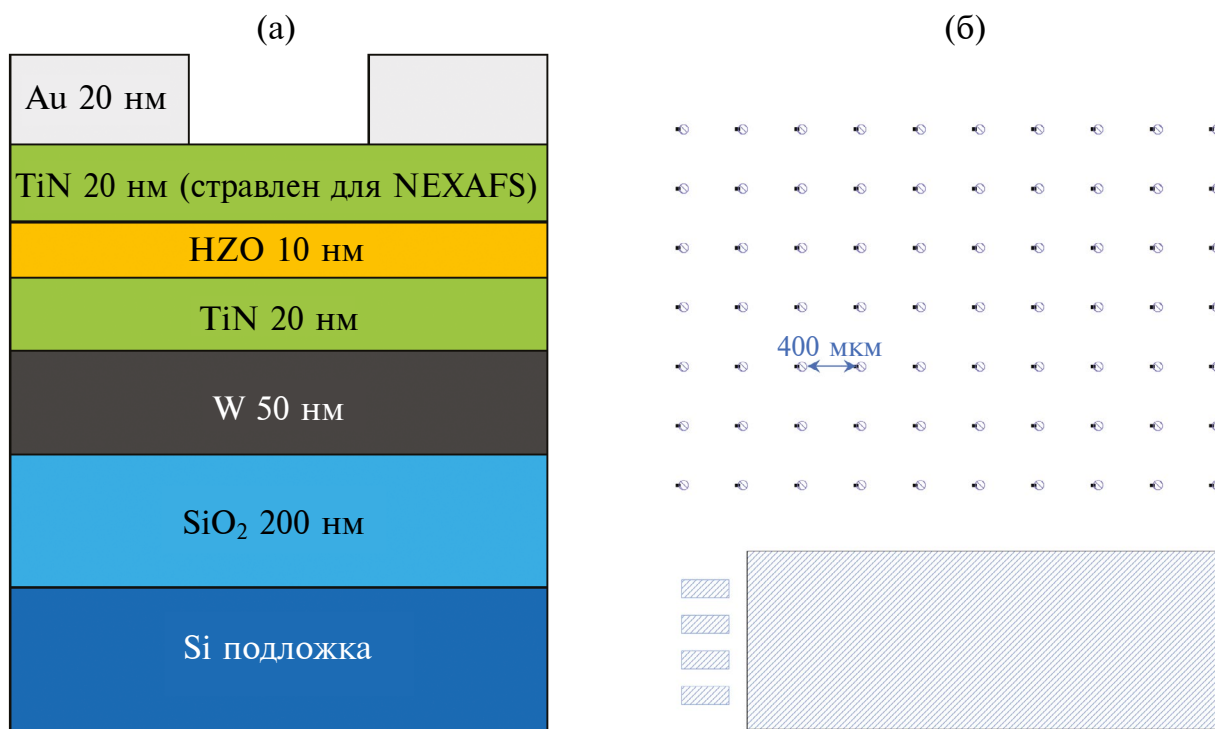 (а)
Au 20 нм
TiN 20 нм (стравлен для NEXAFS)
HZO 10 нм
TiN 20 нм
W 50 нм
SiO₂ 200 нм
Si подложка
(б)
400 мкм